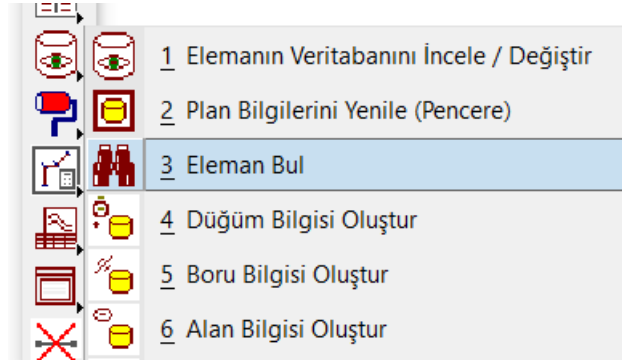 1 Elemanın Veritabanını İncele / Değiştir
2 Plan Bilgilerini Yenile (Pencere)
3 Eleman Bul
4 Düğüm Bilgisi Oluştur
5 Boru Bilgisi Oluştur
6 Alan Bilgisi Oluştur